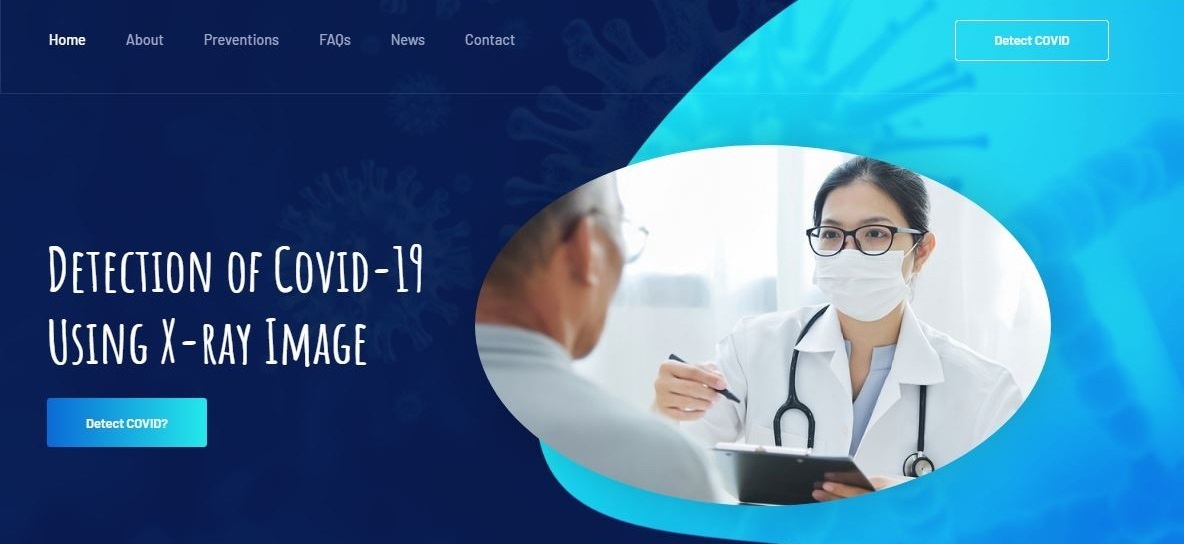 Home About Preventions FAQs News Contact Detect COVID
Detection of Covid-19
Using X-ray Image
Detect COVID?